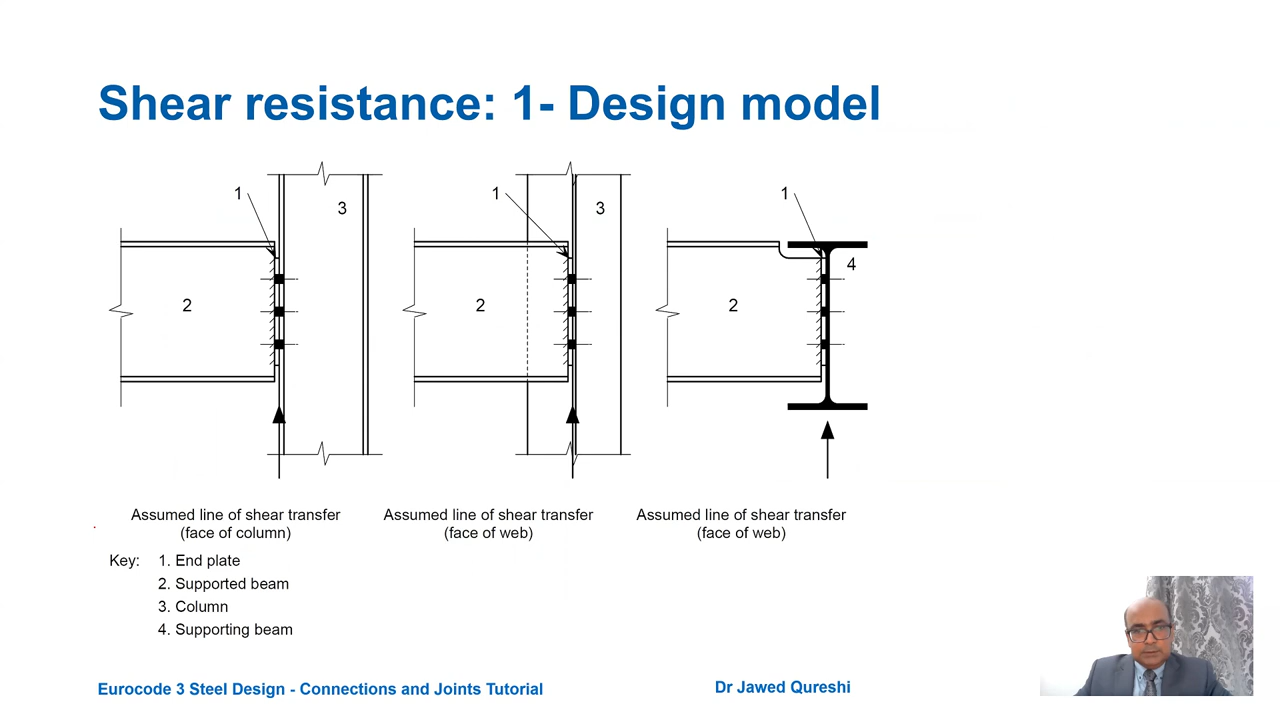 Shear resistance: 1- Design model
1
3
2
1
3
2
1
4
2
Assumed line of shear transfer
(face of column)
Assumed line of shear transfer
(face of web)
Assumed line of shear transfer
(face of web)
Key: 1. End plate
2. Supported beam
3. Column
4. Supporting beam
Eurocode 3 Steel Design - Connections and Joints Tutorial
Dr Jawed Qureshi